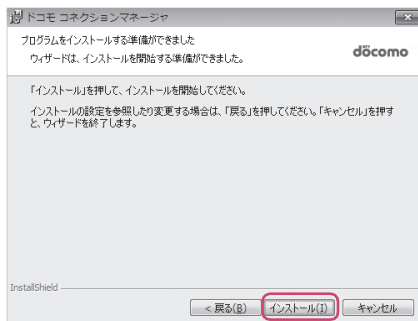 ドコモ コネクションマネージャ
プログラムをインストールする準備ができました
ウィザードは、インストールを開始する準備ができました。
döcomo
「インストール」を押して、インストールを開始してください。
インストールの設定を参照したり変更する場合は、「戻る」を押してください。「キャンセル」を押す
と、ウィザードを終了します。
InstallShield
< 戻る(B)
インストール(I)
キャンセル